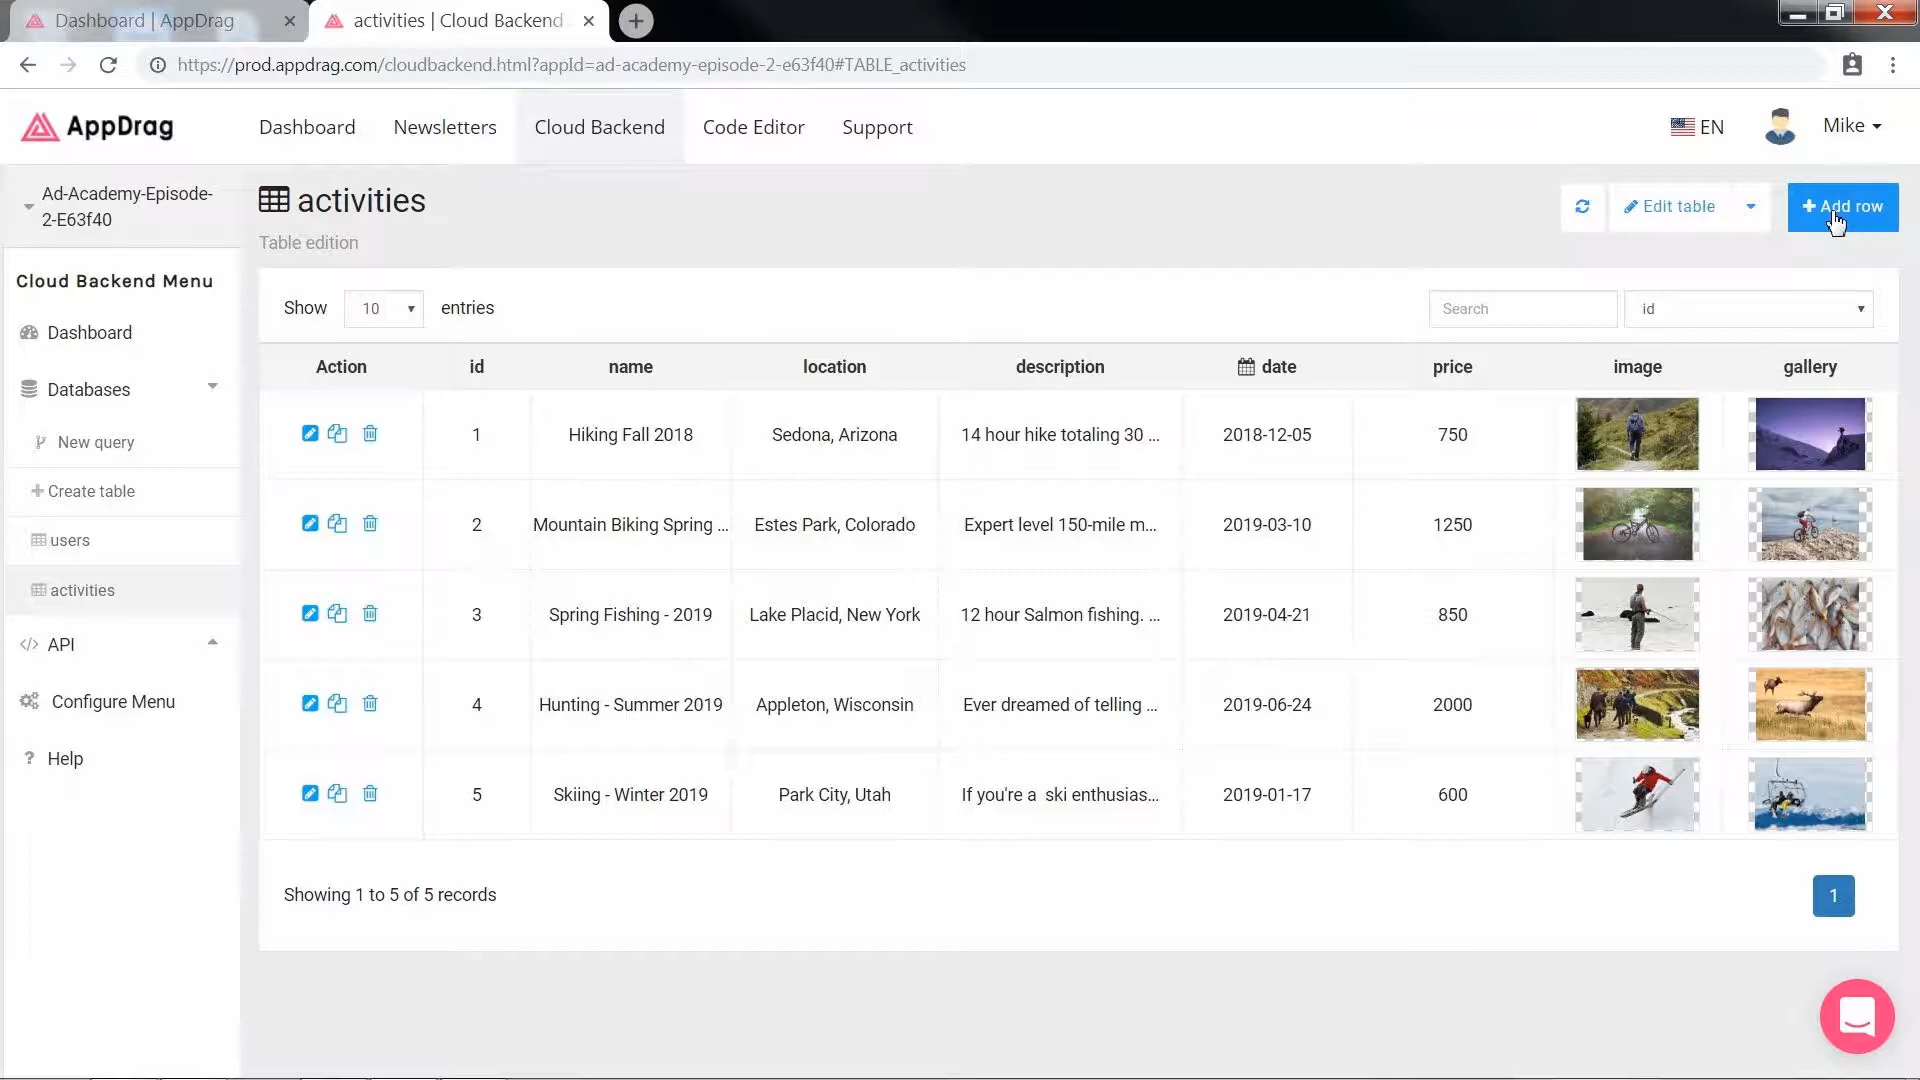 Dashboard | AppDrag
activities | Cloud Backend
https://prod.appdrag.com/cloudbackend.html?appId=ad-academy-episode-2-e63f40#TABLE_activities
AppDrag
Dashboard
Newsletters
Cloud Backend
Code Editor
Support
EN
Mike
Ad-Academy-Episode-
2-E63f40
activities
Table edition
Edit table
Add row
Cloud Backend Menu
Dashboard
Databases
New query
Create table
users
activities
API
Configure Menu
Help
Show 10 entries
Search
id
Action id name location description date price image gallery
1 Hiking Fall 2018 Sedona, Arizona 14 hour hike totaling 30 ... 2018-12-05 750
2 Mountain Biking Spring ... Estes Park, Colorado Expert level 150-mile m... 2019-03-10 1250
3 Spring Fishing - 2019 Lake Placid, New York 12 hour Salmon fishing. ... 2019-04-21 850
4 Hunting - Summer 2019 Appleton, Wisconsin Ever dreamed of telling ... 2019-06-24 2000
5 Skiing - Winter 2019 Park City, Utah If you're a ski enthusias... 2019-01-17 600
Showing 1 to 5 of 5 records
1